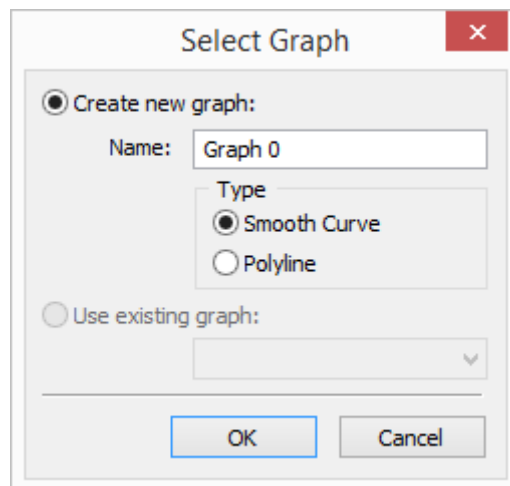 Select Graph
Create new graph:
Name: Graph 0
Type
Smooth Curve
Polyline
Use existing graph:
OK Cancel